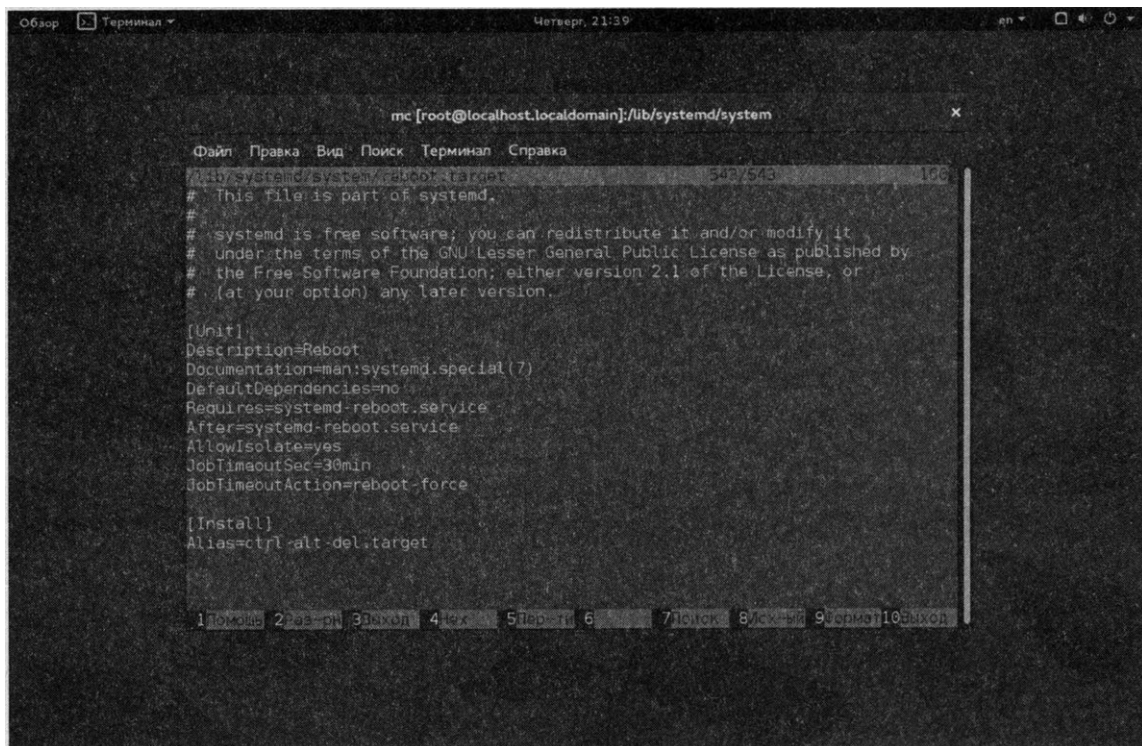 Обзор Терминал Четверг, 21:39 en
mc [root@localhost.localdomain]:/lib/systemd/system ×
Файл Правка Вид Поиск Терминал Справка
/lib/systemd/system/reboot.target 543/543
#  This file is part of systemd.
#
#  systemd is free software; you can redistribute it and/or modify it
#  under the terms of the GNU Lesser General Public License as published by
#  the Free Software Foundation; either version 2.1 of the License, or
#  (at your option) any later version.
[Unit]
Description=Reboot
Documentation=man:systemd.special(7)
DefaultDependencies=no
Requires=systemd-reboot.service
After=systemd-reboot.service
AllowIsolate=yes
JobTimeoutSec=30min
JobTimeoutAction=reboot-force
[Install]
Alias=ctrl-alt-del.target
1Помощь 2Раз~рн 3Выход 4Hex 5Пер~ти 6 7Поиск 8Исх~ый 9Формат 10Выход